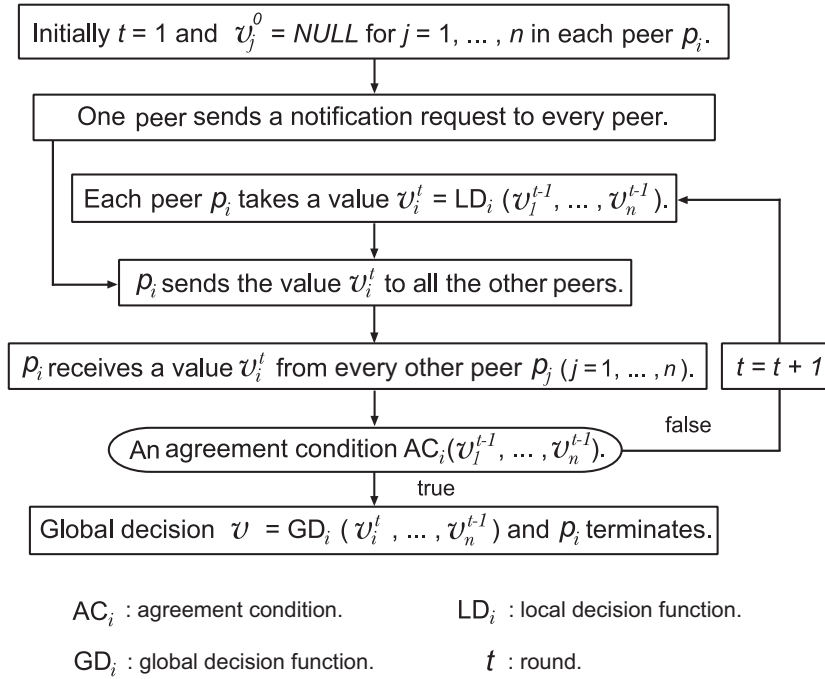 Initially t = 1 and v_j^0 = NULL for j = 1, ... , n in each peer p_i.
One peer sends a notification request to every peer.
Each peer p_i takes a value v_i^t = LD_i (v_1^{t-1}, ... , v_n^{t-1}).
p_i sends the value v_i^t to all the other peers.
p_i receives a value v_i^t from every other peer p_j (j = 1, ... , n).
t = t + 1
An agreement condition AC_i(v_1^{t-1}, ... , v_n^{t-1}).
false
true
Global decision v = GD_i (v_i^t , ... , v_n^{t-1}) and p_i terminates.
AC_i : agreement condition.
LD_i : local decision function.
GD_i : global decision function.
t : round.